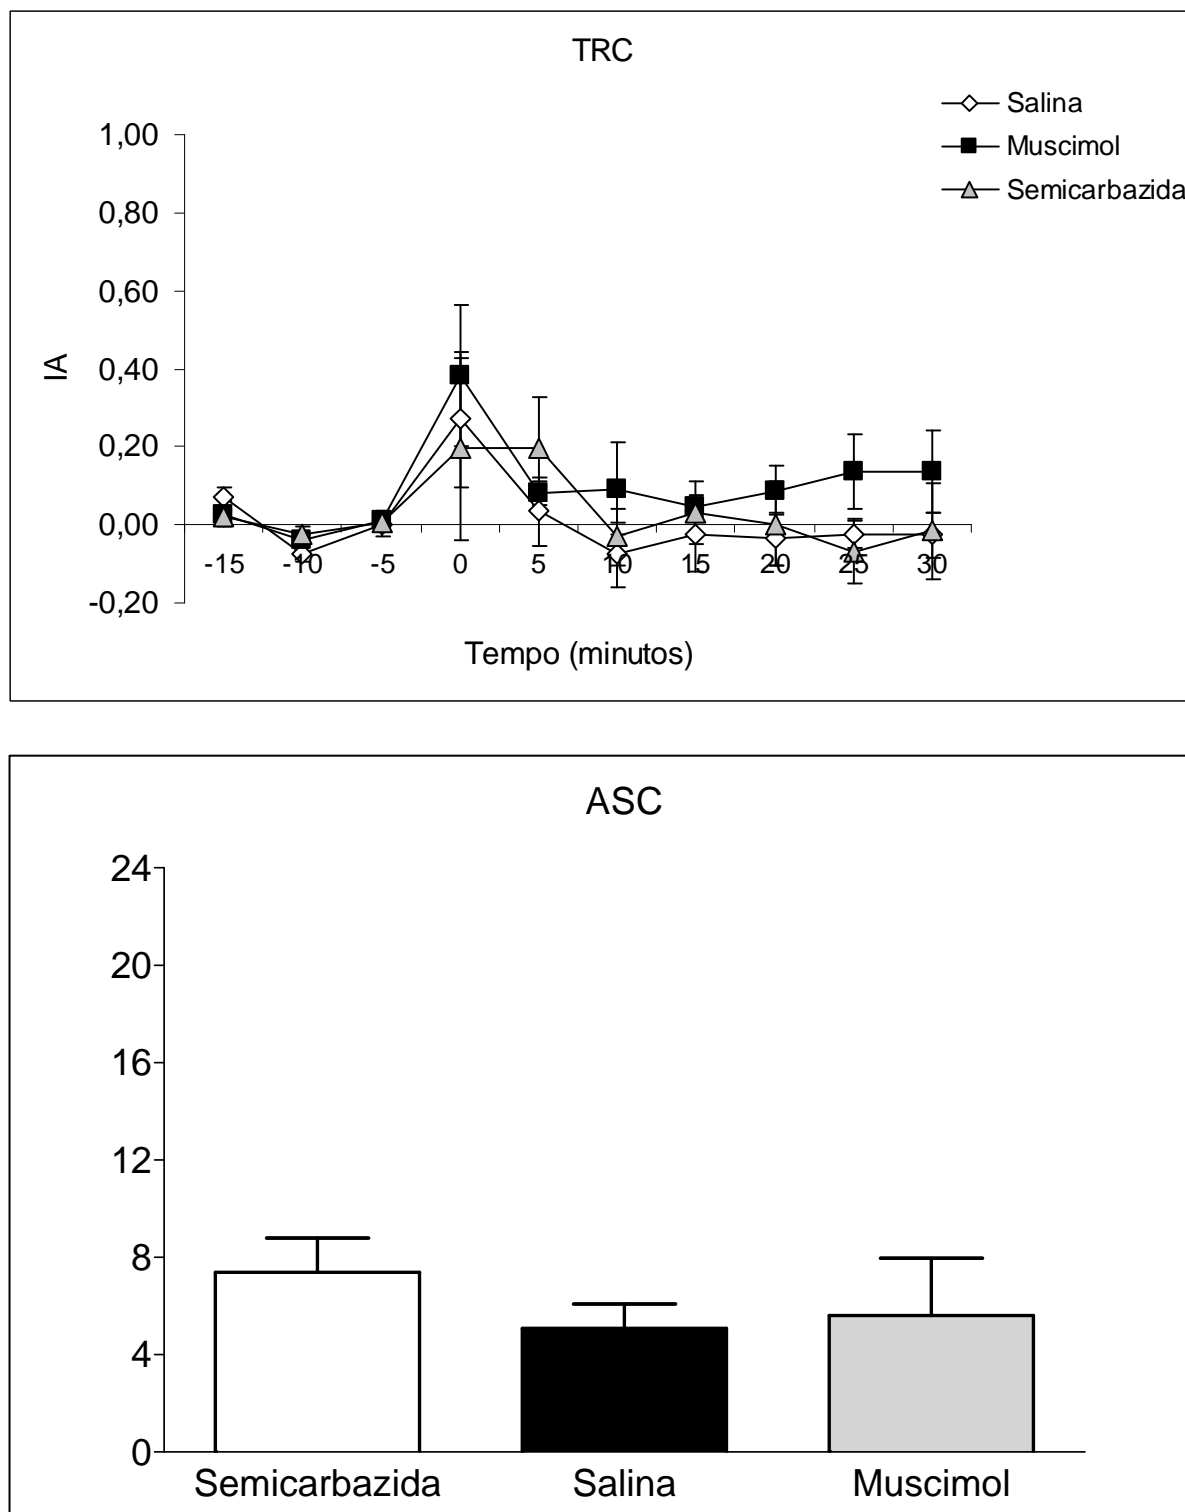 TRC
Salina
Muscimol
Semicarbazida
1,00
0,80
0,60
0,40
0,20
0,00
-0,20
IA
-15 -10 -5 0 5 10 15 20 25 30
Tempo (minutos)
ASC
24
20
16
12
8
4
0
Semicarbazida Salina Muscimol